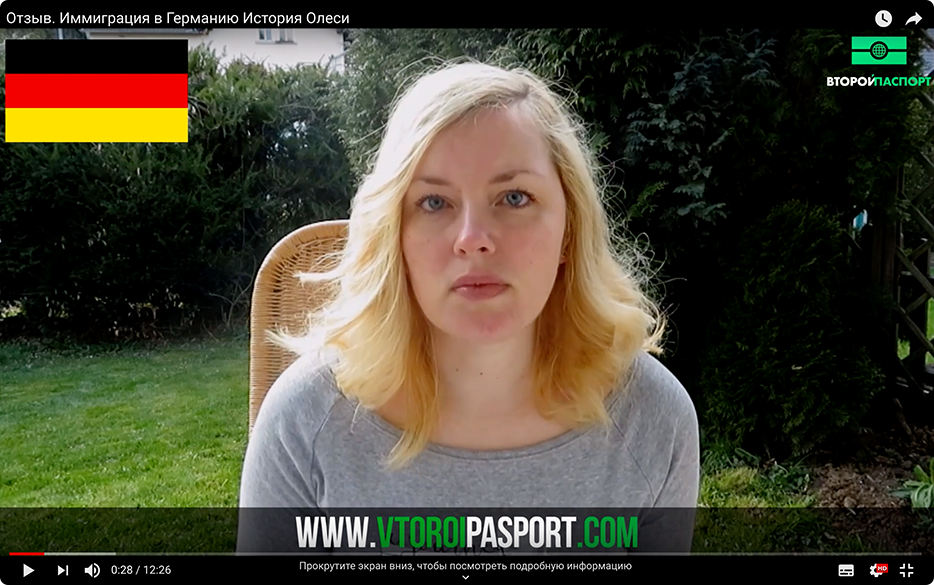 Отзыв. Иммиграция в Германию История Олеси
ВТОРОЙПАСПОРТ
WWW.VTOROIPASPORT.COM
Прокрутите экран вниз, чтобы посмотреть подробную информацию
0:28 / 12:26
HD